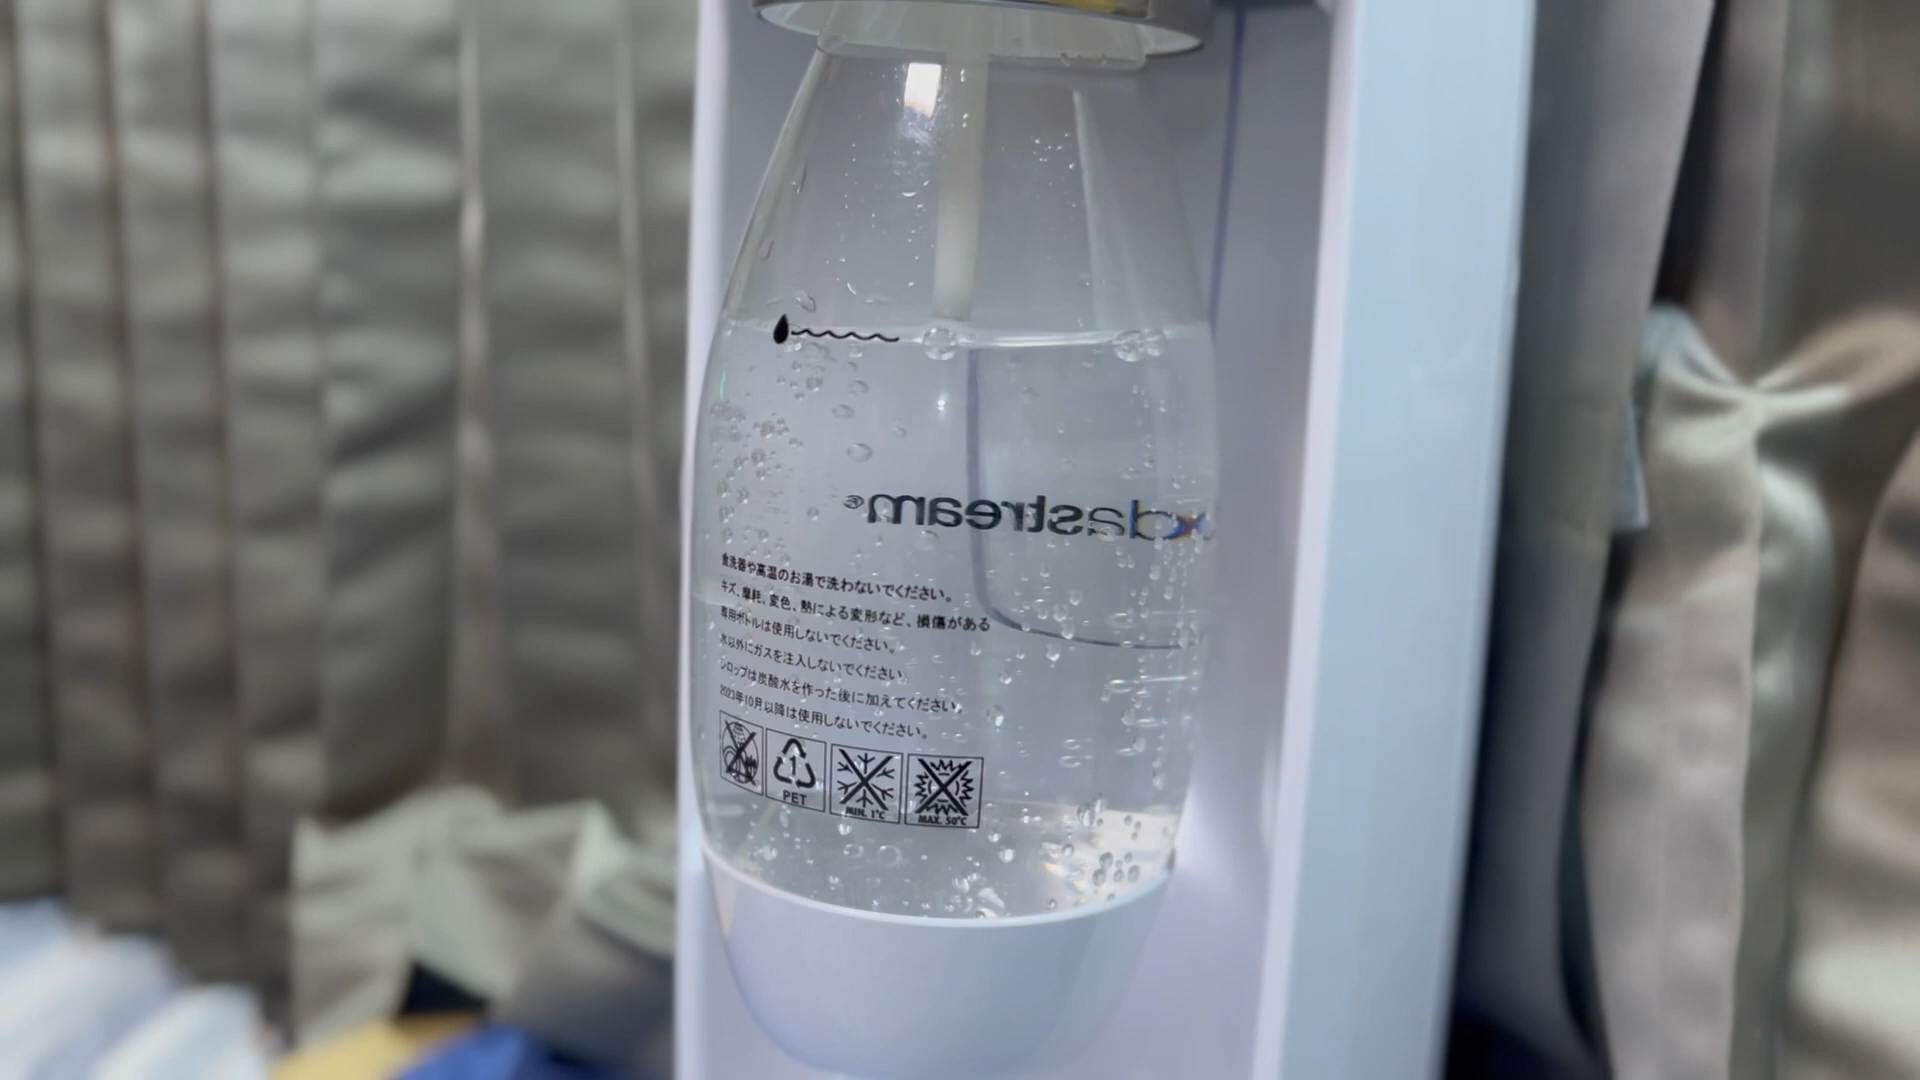 sodastream®
食洗器や高温のお湯で洗わないでください。
キズ、摩耗、変色、熱による変形など、損傷がある
専用ボトルは使用しないでください。
水以外にガスを注入しないでください。
シロップは炭酸水を作った後に加えてください。
2023年10月以降は使用しないでください。
1
PET
MIN. 1°C
MAX. 50°C